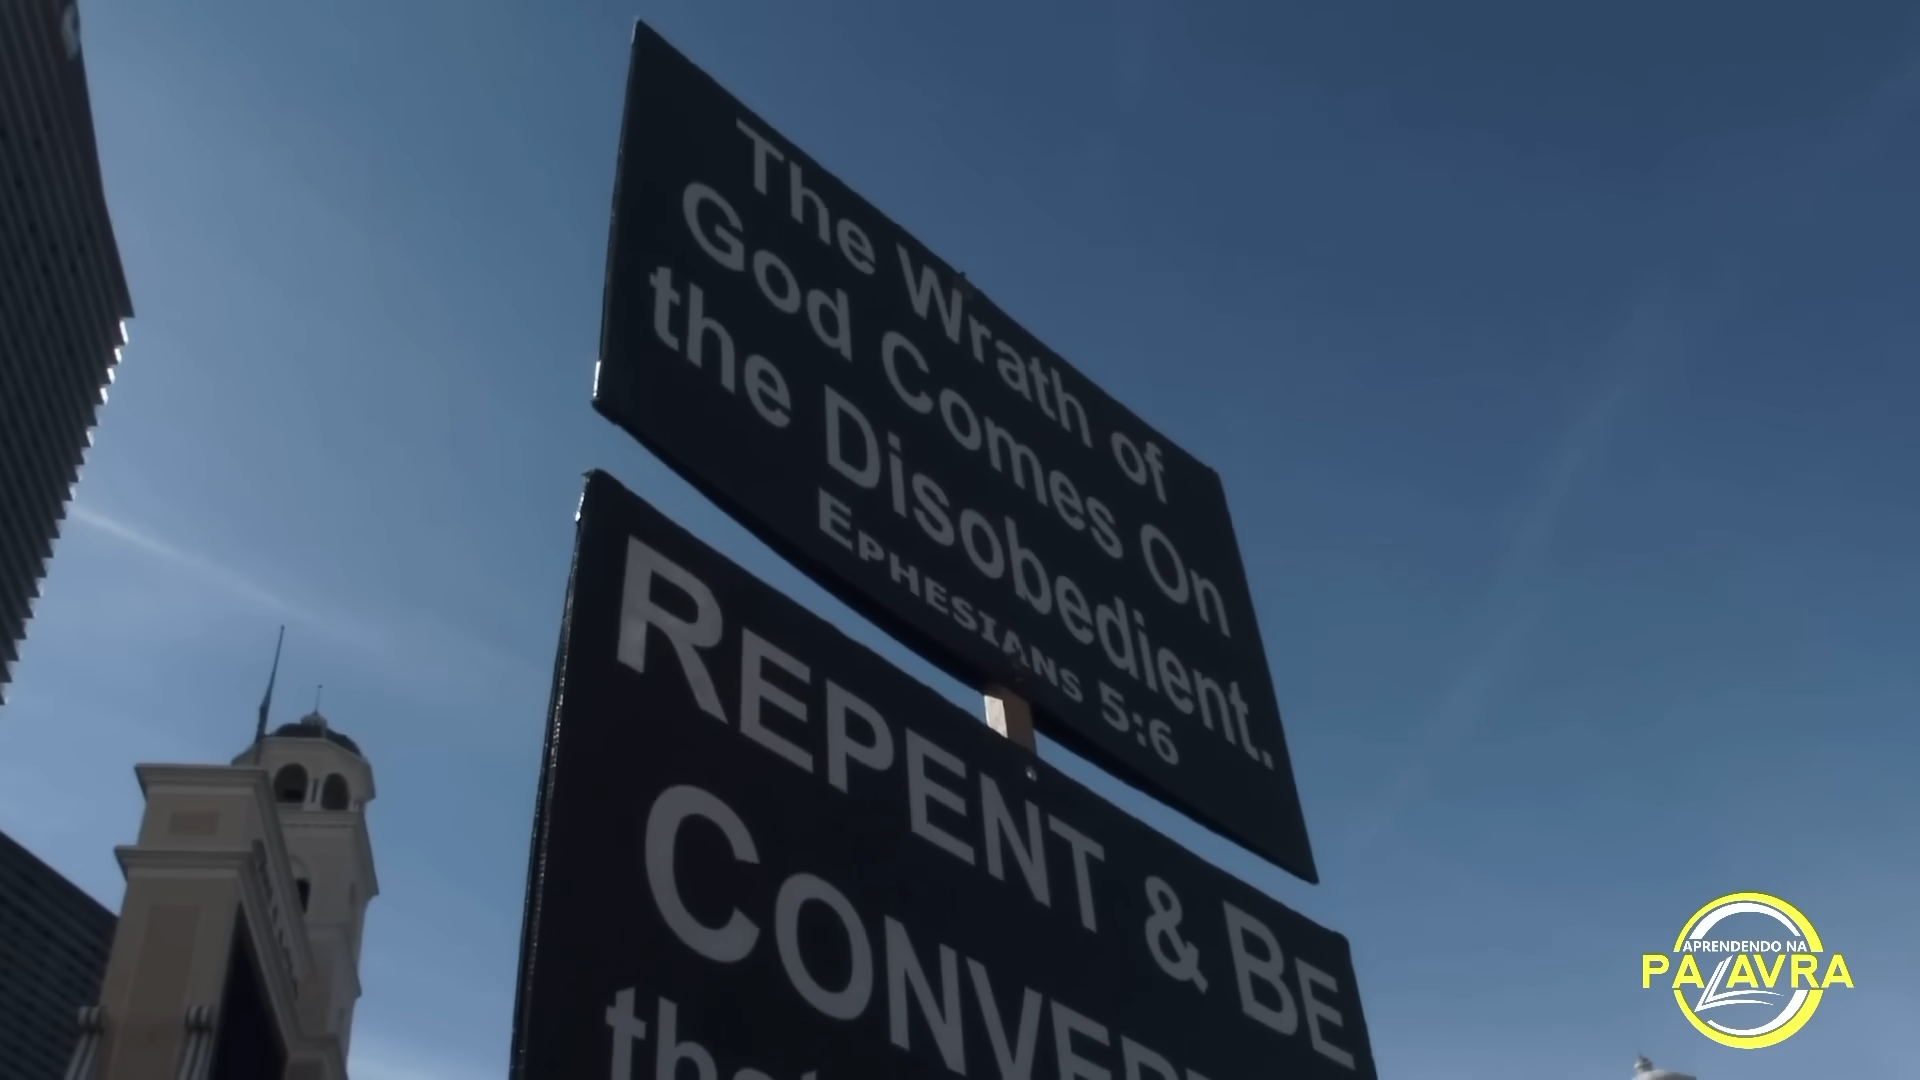 The Wrath of
God Comes On
the Disobedient.
EPHESIANS 5:6
REPENT & BE
APRENDENDO NA
PALAVRA